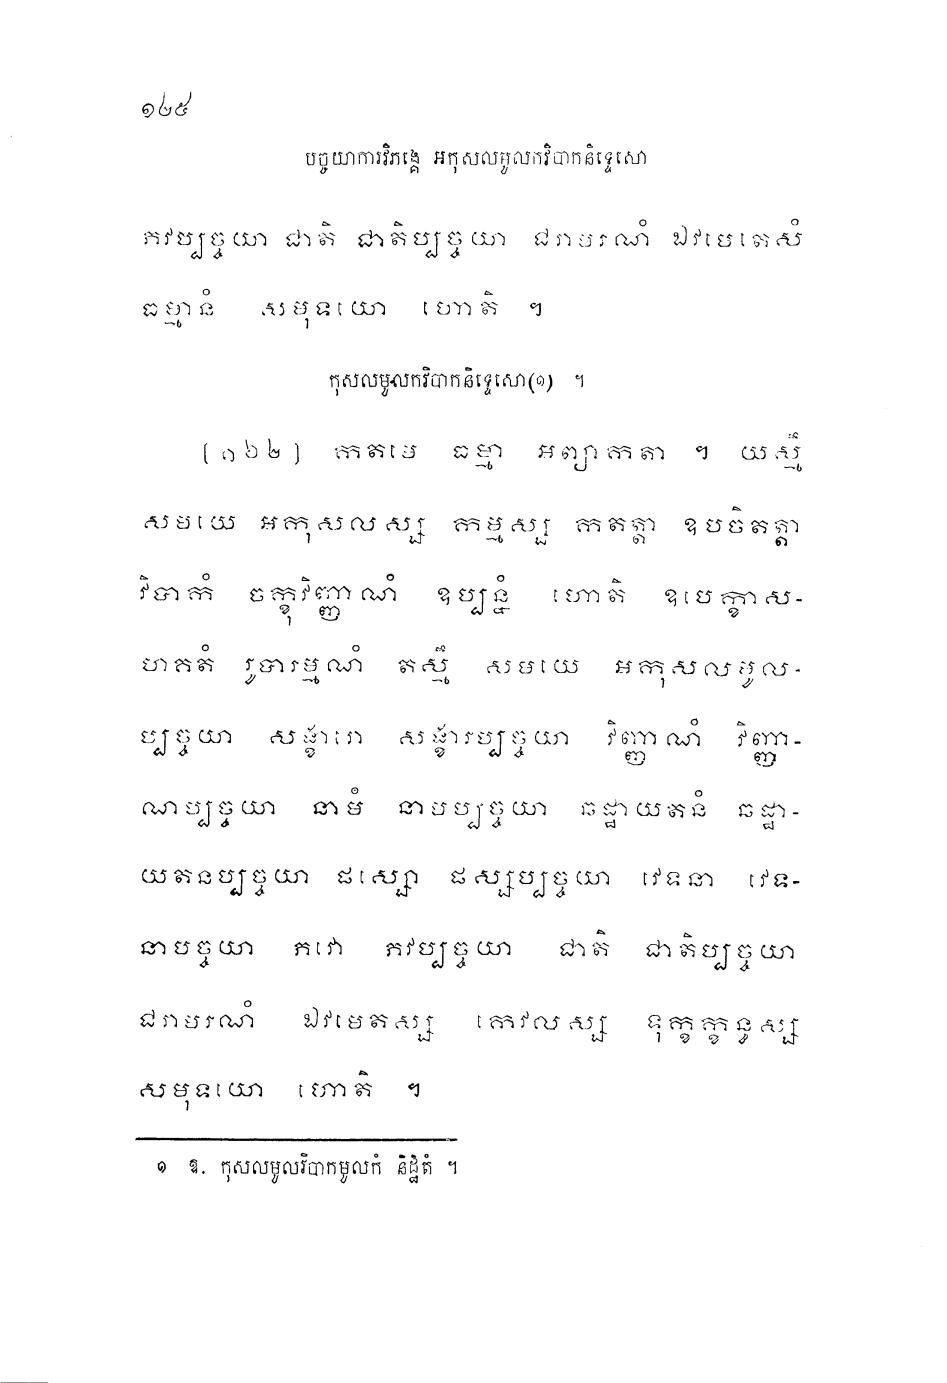 ១២៥
បច្ចយាការវិភង្គេ អកុសលមូលកវិបាកនិទ្ទេសោ
ភវប្បច្ចយា ជាតិ ជាតិប្បច្ចយា ជរាមរណំ ឯវមេតេសំ
ធម្មានំ សមុទយោ ហោតិ ។
កុសលមូលកវិបាកនិទ្ទេសោ(១) ។
(១៦២) កតមេ ធម្មា អព្យាកតា ។ យស្មឹ
សមយេ អកុសលស្ស កម្មស្ស កតត្តា ឧបចិតត្តា
វិបាកំ ចក្ខុវិញ្ញាណំ ឧប្បន្នំ ហោតិ ឧបេក្ខាស-
ហគតំ រូបារម្មណំ តស្មឹ សមយេ អកុសលមូល-
ប្បច្ចយា សង្ខារោ សង្ខារប្បច្ចយា វិញ្ញាណំ វិញ្ញា-
ណប្បច្ចយា នាមំ នាមប្បច្ចយា ឆដ្ឋាយតនំ ឆដ្ឋា-
យតនប្បច្ចយា ផស្សោ ផស្សប្បច្ចយា វេទនា វេទ-
នាបច្ចយា ភវោ ភវប្បច្ចយា ជាតិ ជាតិប្បច្ចយា
ជរាមរណំ ឯវមេតស្ស កេវលស្ស ទុក្ខក្ខន្ធស្ស
សមុទយោ ហោតិ ។
១ ឱ. កុសលមូលវិបាកមូលកំ និដ្ឋិតំ ។